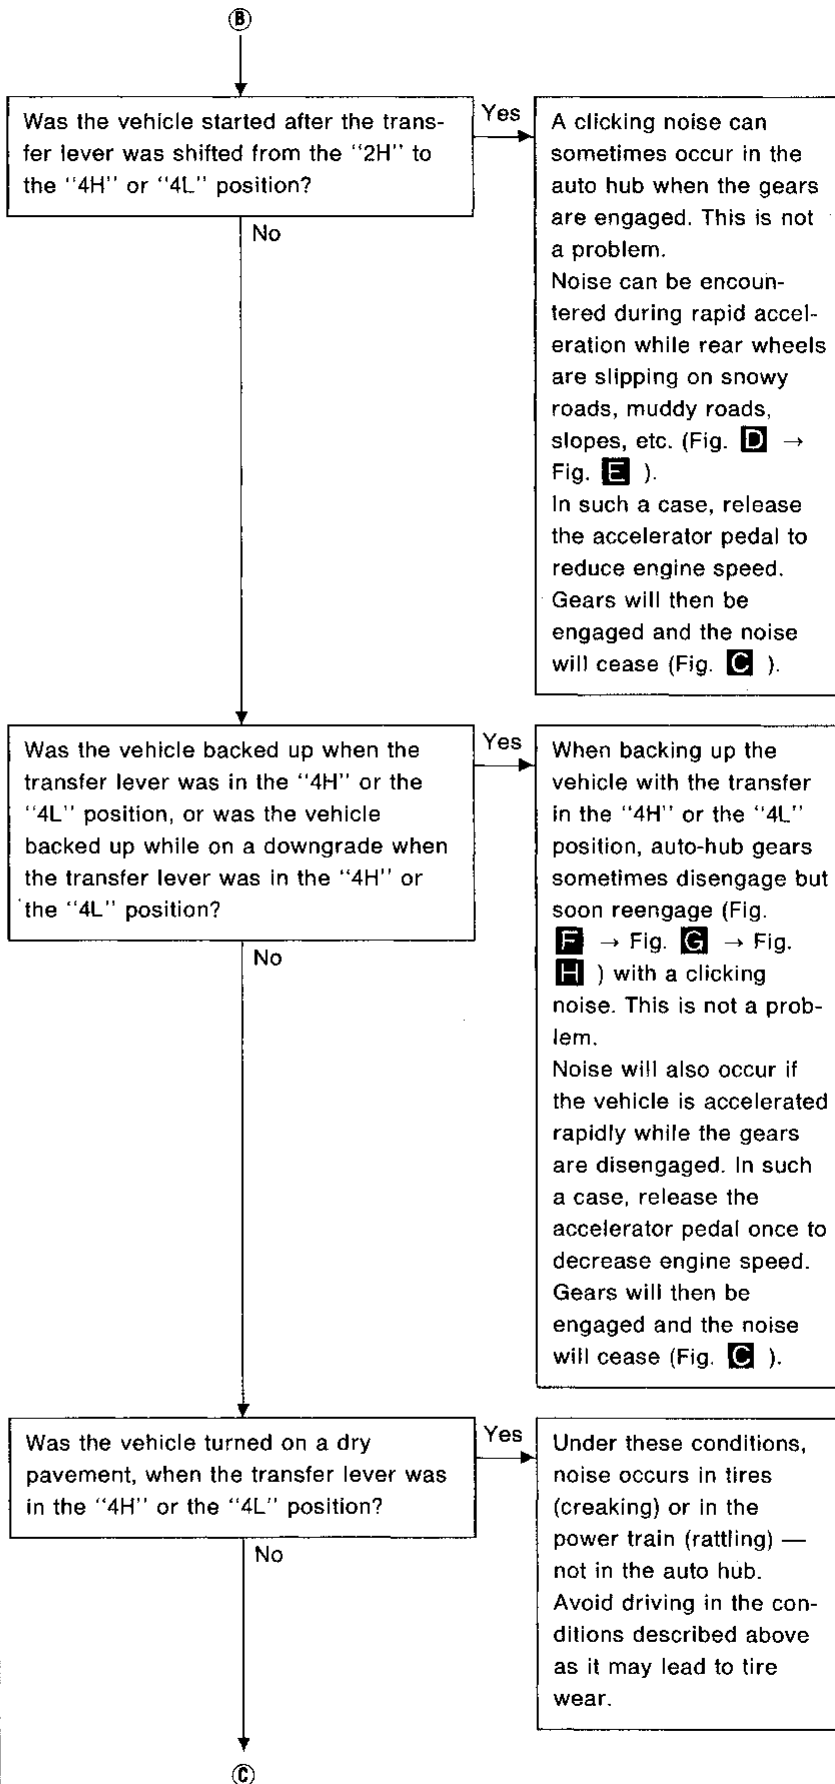 B
Was the vehicle started after the trans-
fer lever was shifted from the "2H" to
the "4H" or "4L" position?
Yes
A clicking noise can
sometimes occur in the
auto hub when the gears
are engaged. This is not
a problem.
Noise can be encoun-
tered during rapid accel-
eration while rear wheels
are slipping on snowy
roads, muddy roads,
slopes, etc. (Fig. D →
Fig. E ).
In such a case, release
the accelerator pedal to
reduce engine speed.
Gears will then be
engaged and the noise
will cease (Fig. C ).
No
Was the vehicle backed up when the
transfer lever was in the "4H" or the
"4L" position, or was the vehicle
backed up while on a downgrade when
the transfer lever was in the "4H" or
the "4L" position?
Yes
When backing up the
vehicle with the transfer
in the "4H" or the "4L"
position, auto-hub gears
sometimes disengage but
soon reengage (Fig.
F → Fig. G → Fig.
H ) with a clicking
noise. This is not a prob-
lem.
Noise will also occur if
the vehicle is accelerated
rapidly while the gears
are disengaged. In such
a case, release the
accelerator pedal once to
decrease engine speed.
Gears will then be
engaged and the noise
will cease (Fig. C ).
No
Was the vehicle turned on a dry
pavement, when the transfer lever was
in the "4H" or the "4L" position?
Yes
Under these conditions,
noise occurs in tires
(creaking) or in the
power train (rattling) —
not in the auto hub.
Avoid driving in the con-
ditions described above
as it may lead to tire
wear.
No
C